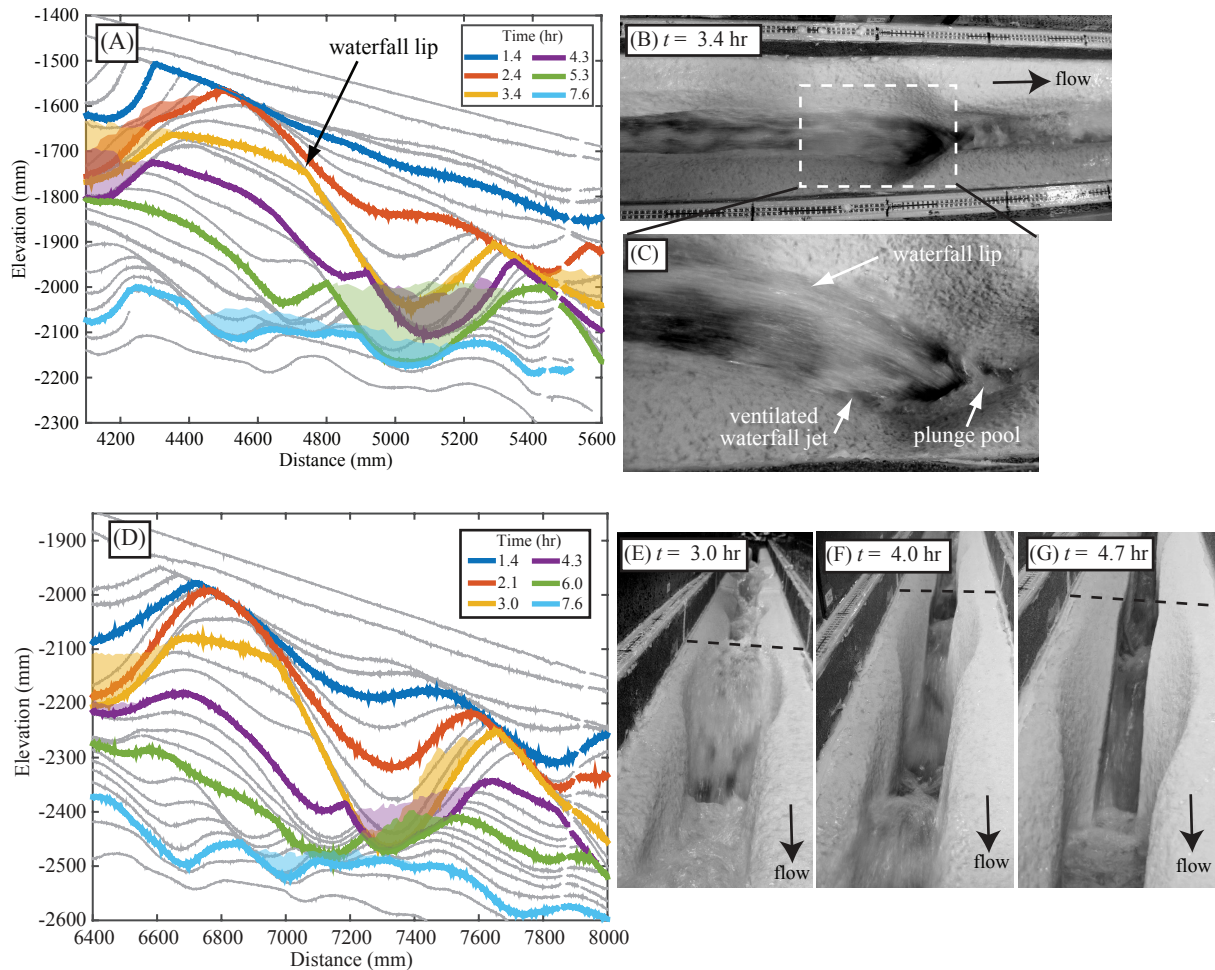 (A)
waterfall lip
Time (hr)
1.4 4.3
2.4 5.3
3.4 7.6
-1400
-1500
-1600
-1700
-1800
-1900
-2000
-2100
-2200
-2300
Elevation (mm)
4200 4400 4600 4800 5000 5200 5400 5600
Distance (mm)
(B) t = 3.4 hr
flow
(C)
waterfall lip
ventilated
waterfall jet
plunge pool
(D)
Time (hr)
1.4 4.3
2.1 6.0
3.0 7.6
-1900
-2000
-2100
-2200
-2300
-2400
-2500
-2600
Elevation (mm)
6400 6600 6800 7000 7200 7400 7600 8000
Distance (mm)
(E) t = 3.0 hr
flow
(F) t = 4.0 hr
flow
(G) t = 4.7 hr
flow